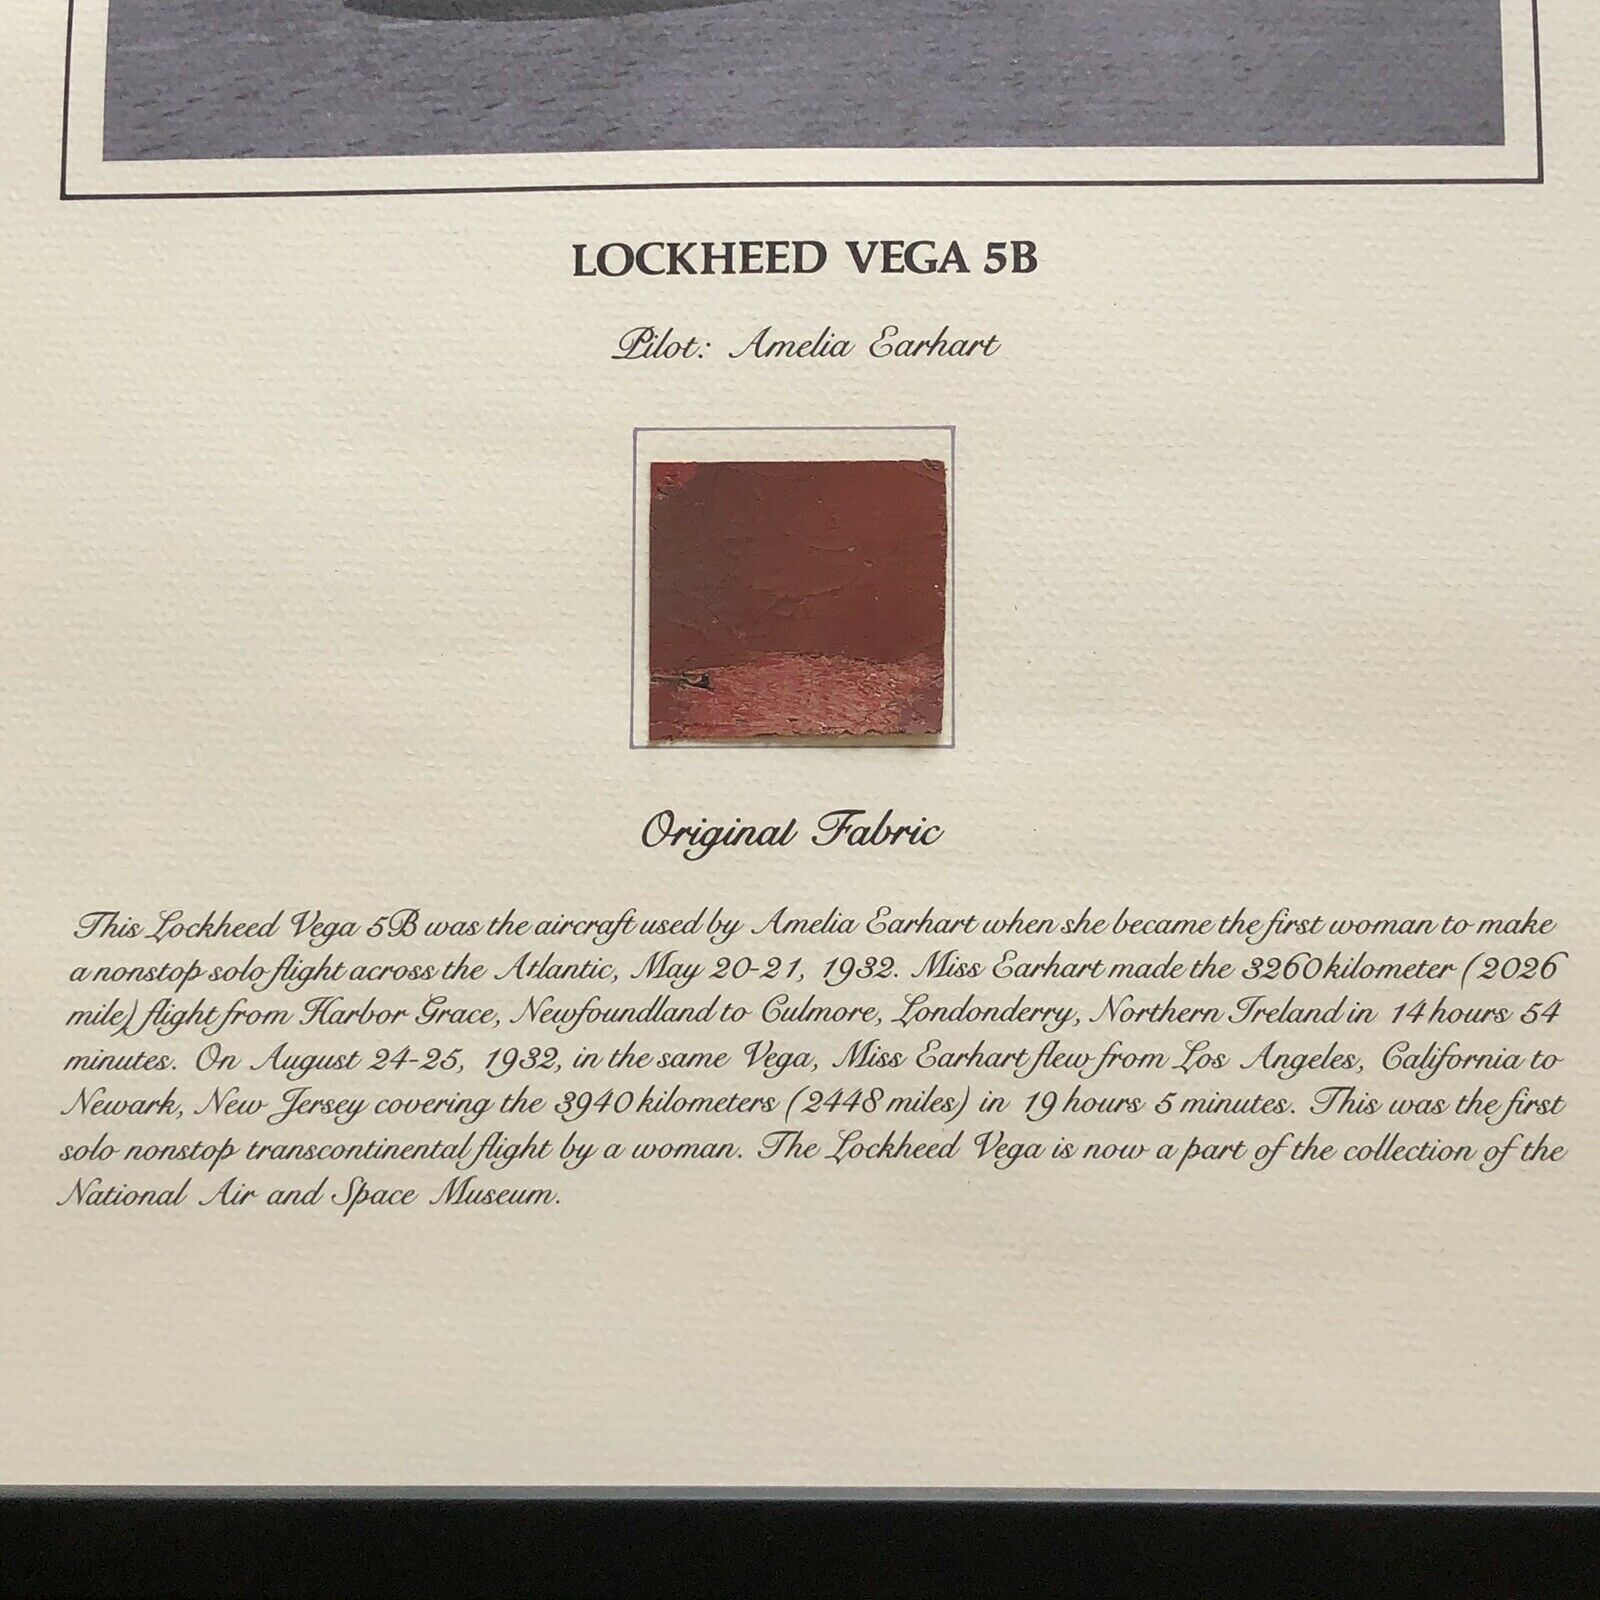 LOCKHEED VEGA 5B
Pilot: Amelia Earhart
Original Fabric
This Lockheed Vega 5B was the aircraft used by Amelia Earhart when she became the first woman to make
a nonstop solo flight across the Atlantic, May 20-21, 1932. Miss Earhart made the 3260 kilometer (2026
mile) flight from Harbor Grace, Newfoundland to Culmore, Londonderry, Northern Ireland in 14 hours 54
minutes. On August 24-25, 1932, in the same Vega, Miss Earhart flew from Los Angeles, California to
Newark, New Jersey covering the 3940 kilometers (2448 miles) in 19 hours 5 minutes. This was the first
solo nonstop transcontinental flight by a woman. The Lockheed Vega is now a part of the collection of the
National Air and Space Museum.